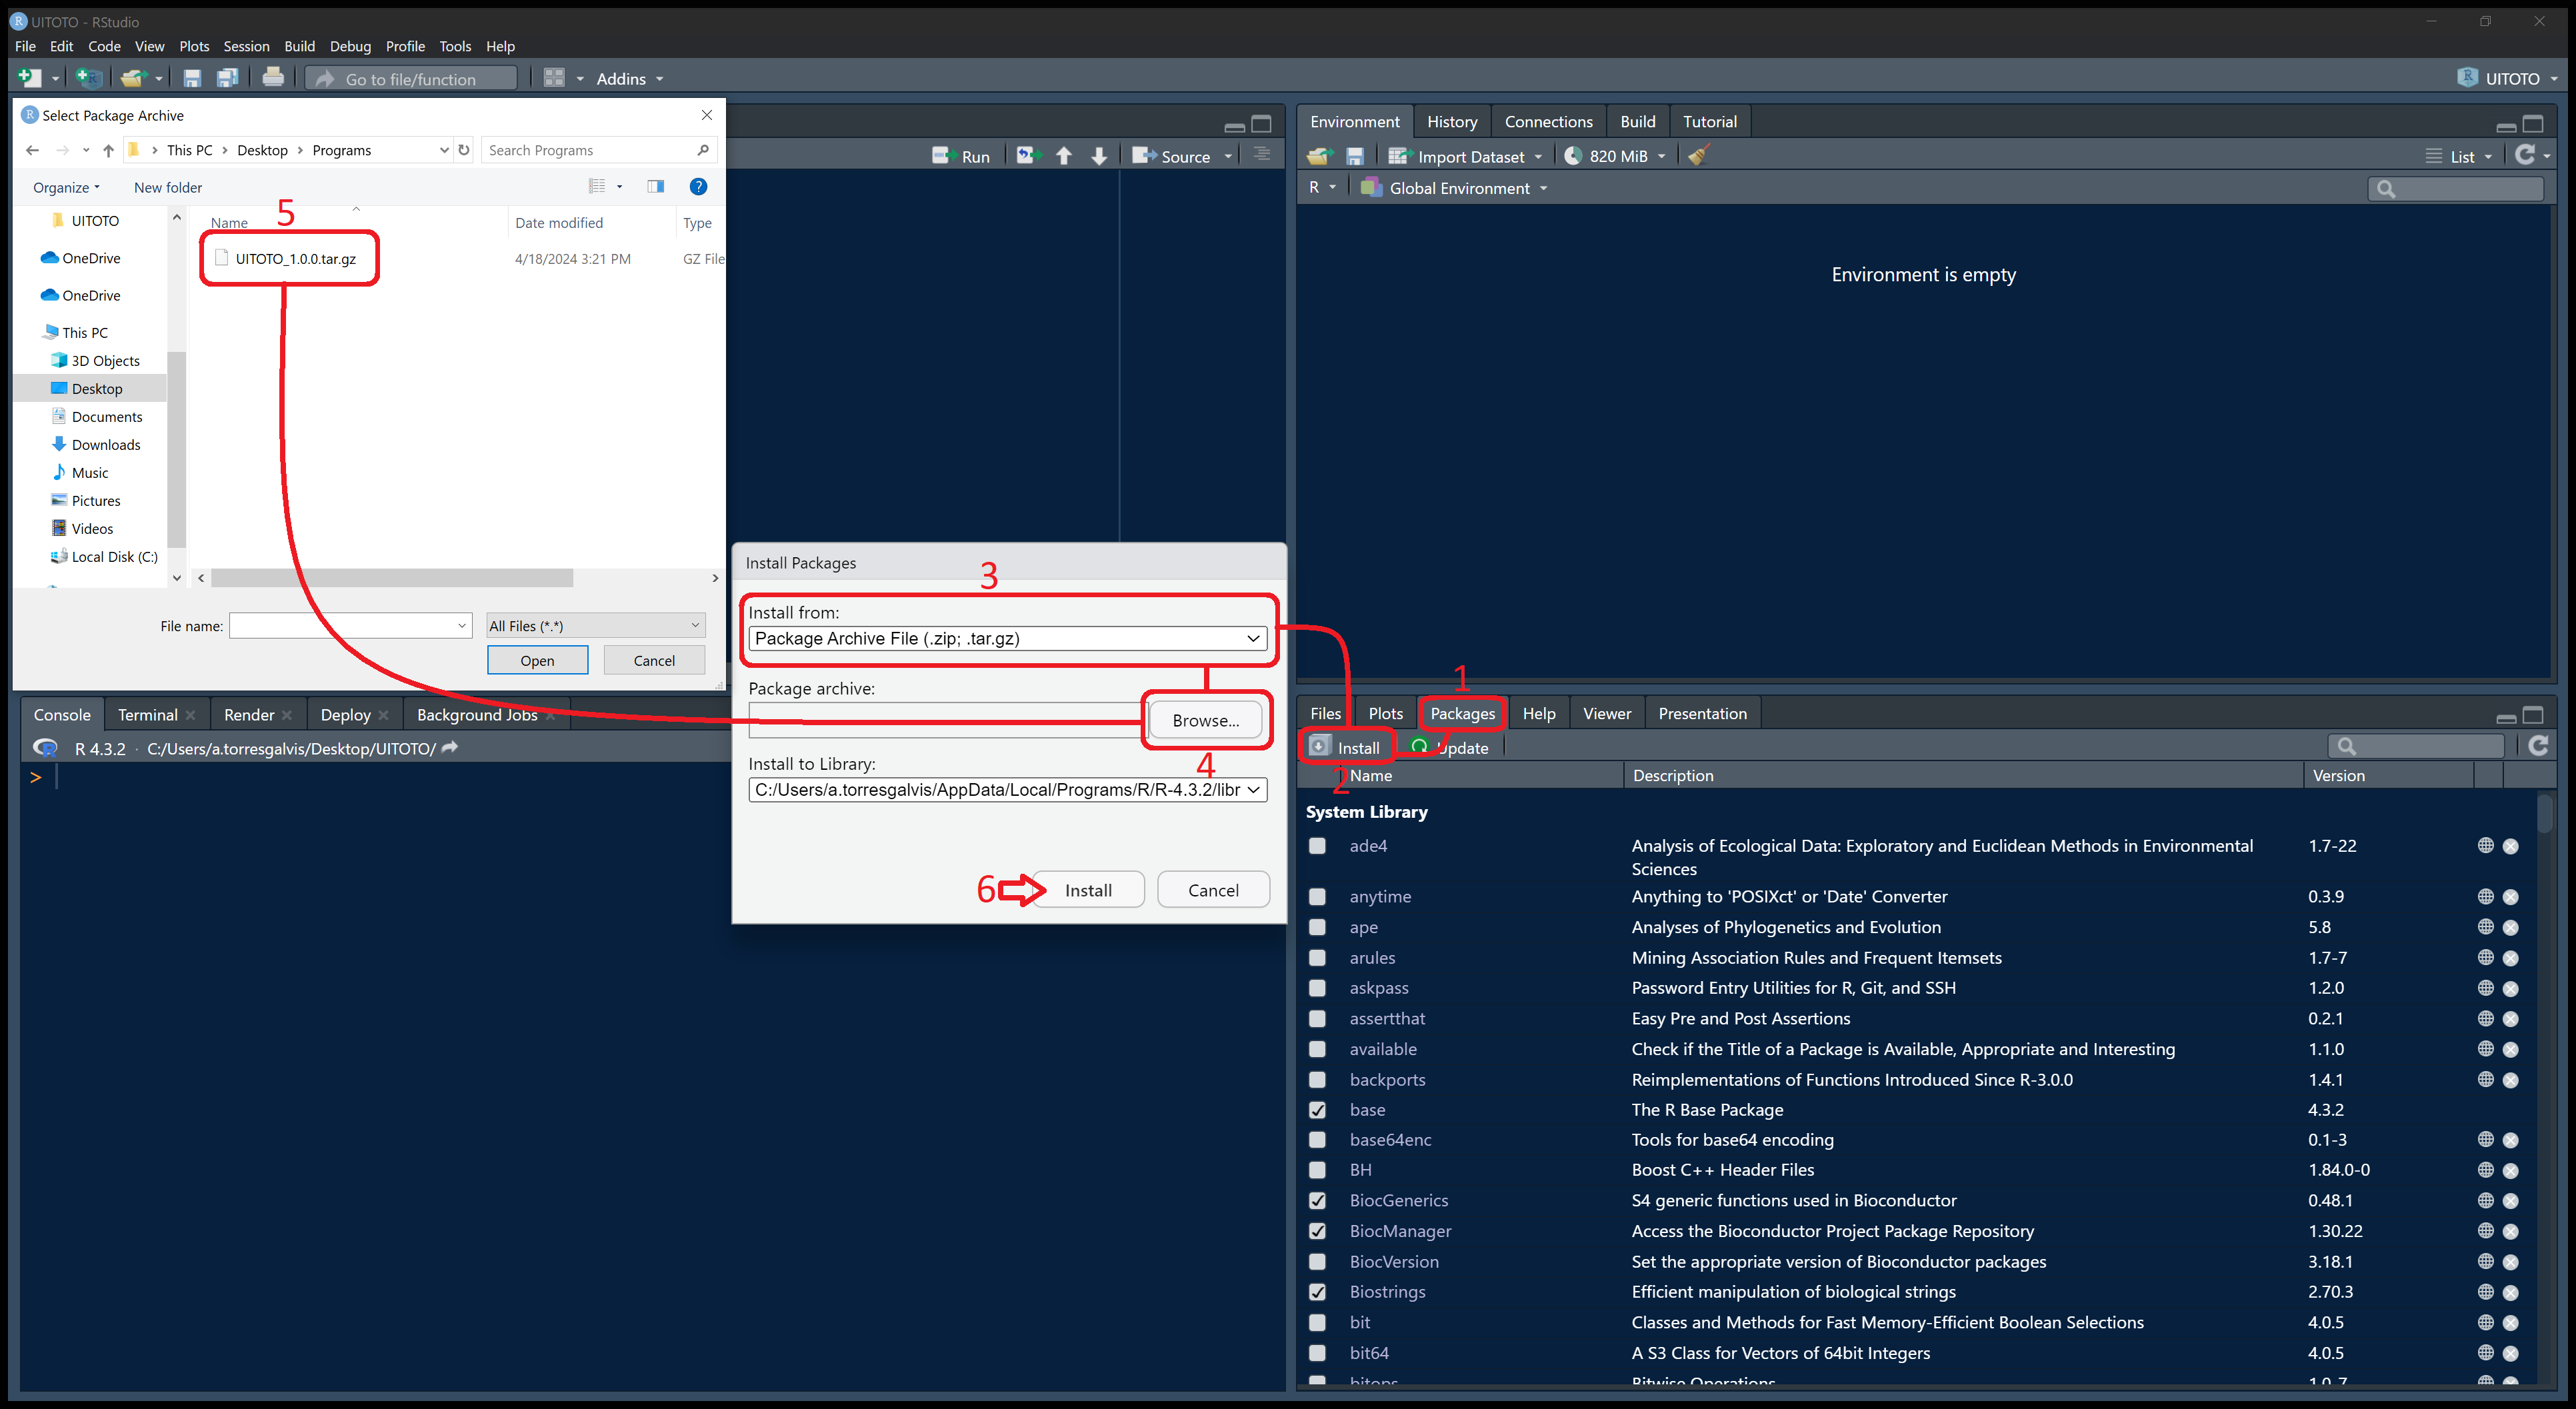 UITOTO - RStudio
File Edit Code View Plots Session Build Debug Profile Tools Help
Go to file/function Addins UITOTO
Select Package Archive
This PC Desktop Programs Search Programs
Organize New folder
5
Name Date modified Type
UITOTO_1.0.0.tar.gz 4/18/2024 3:21 PM GZ File
UITOTO
OneDrive
OneDrive
This PC
3D Objects
Desktop
Documents
Downloads
Music
Pictures
Videos
Local Disk (C:)
File name: All Files (*.*)
Open Cancel
Run Source
Environment History Connections Build Tutorial
Import Dataset 820 MiB List
R Global Environment
Environment is empty
Install Packages
3
Install from:
Package Archive File (.zip; .tar.gz)
Package archive:
Browse...
4
Install to Library:
C:/Users/a.torresgalvis/AppData/Local/Programs/R/R-4.3.2/libr
6 Install Cancel
Console Terminal Render Deploy Background Jobs
R 4.3.2 · C:/Users/a.torresgalvis/Desktop/UITOTO/
>
1
Files Plots Packages Help Viewer Presentation
Install Update
2
Name Description Version
System Library
ade4 Analysis of Ecological Data: Exploratory and Euclidean Methods in Environmental 1.7-22
Sciences
anytime Anything to 'POSIXct' or 'Date' Converter 0.3.9
ape Analyses of Phylogenetics and Evolution 5.8
arules Mining Association Rules and Frequent Itemsets 1.7-7
askpass Password Entry Utilities for R, Git, and SSH 1.2.0
assertthat Easy Pre and Post Assertions 0.2.1
available Check if the Title of a Package is Available, Appropriate and Interesting 1.1.0
backports Reimplementations of Functions Introduced Since R-3.0.0 1.4.1
base The R Base Package 4.3.2
base64enc Tools for base64 encoding 0.1-3
BH Boost C++ Header Files 1.84.0-0
BiocGenerics S4 generic functions used in Bioconductor 0.48.1
BiocManager Access the Bioconductor Project Package Repository 1.30.22
BiocVersion Set the appropriate version of Bioconductor packages 3.18.1
Biostrings Efficient manipulation of biological strings 2.70.3
bit Classes and Methods for Fast Memory-Efficient Boolean Selections 4.0.5
bit64 A S3 Class for Vectors of 64bit Integers 4.0.5
bitops Bitwise Operations 1.0-7